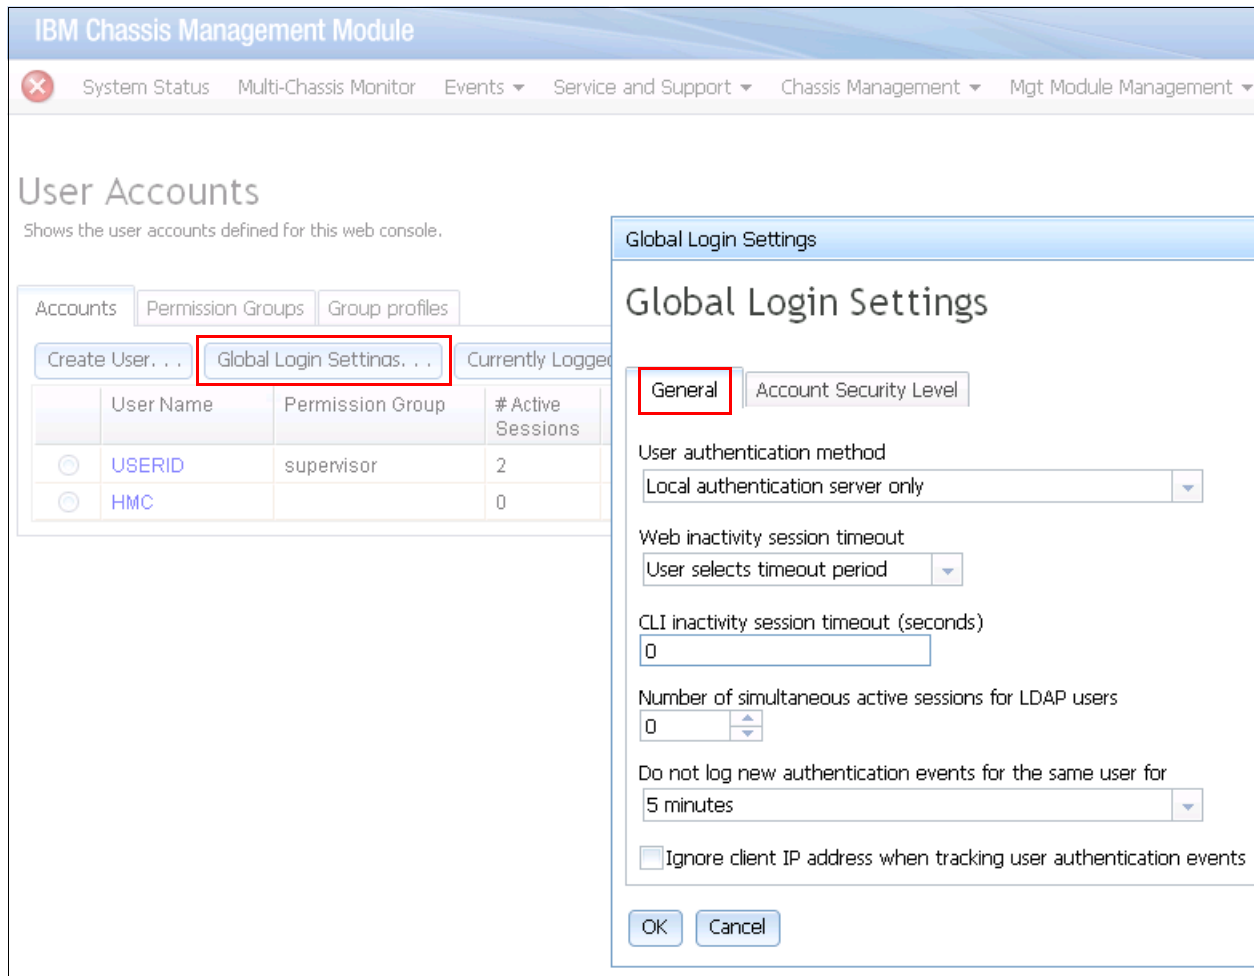 IBM Chassis Management Module
System Status Multi-Chassis Monitor Events Service and Support Chassis Management Mgt Module Management
User Accounts
Shows the user accounts defined for this web console.
Accounts Permission Groups Group profiles
Create User. . . Global Login Settings. . . Currently Logged
User Name Permission Group # Active Sessions
USERID supervisor 2
HMC 0
Global Login Settings
Global Login Settings
General Account Security Level
User authentication method
Local authentication server only
Web inactivity session timeout
User selects timeout period
CLI inactivity session timeout (seconds)
0
Number of simultaneous active sessions for LDAP users
0
Do not log new authentication events for the same user for
5 minutes
Ignore client IP address when tracking user authentication events
OK Cancel